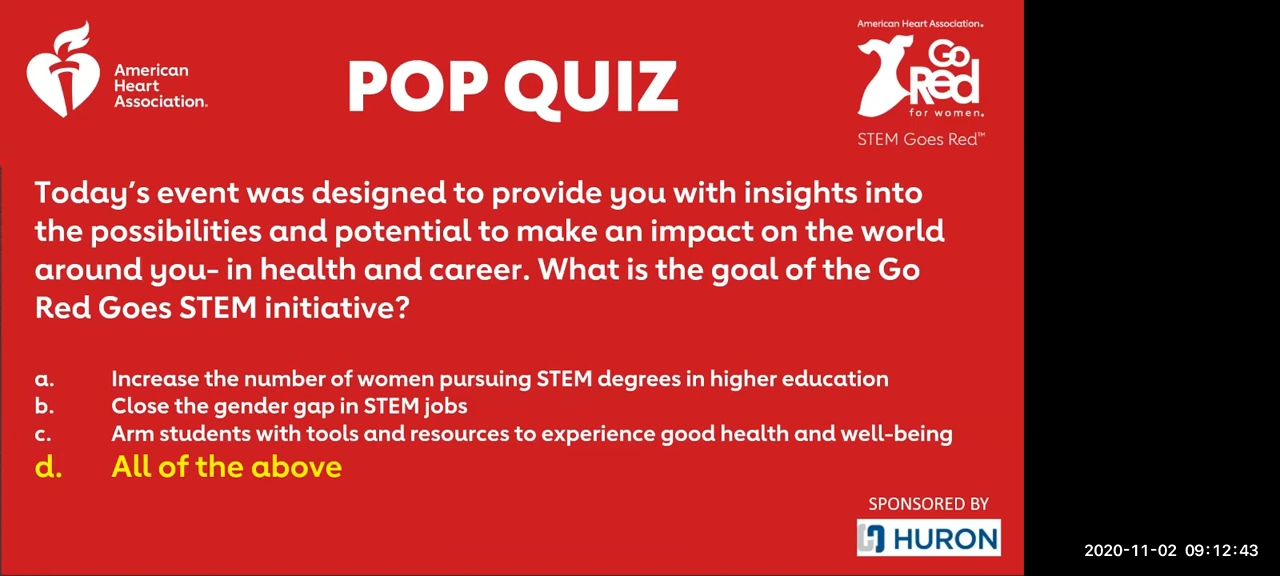 American
Heart
Association.
POP QUIZ
American Heart Association.
Go
Red
for women.
STEM Goes Red™
Today's event was designed to provide you with insights into
the possibilities and potential to make an impact on the world
around you- in health and career. What is the goal of the Go
Red Goes STEM initiative?
a. Increase the number of women pursuing STEM degrees in higher education
b. Close the gender gap in STEM jobs
c. Arm students with tools and resources to experience good health and well-being
d. All of the above
SPONSORED BY
HURON
2020-11-02 09:12:43